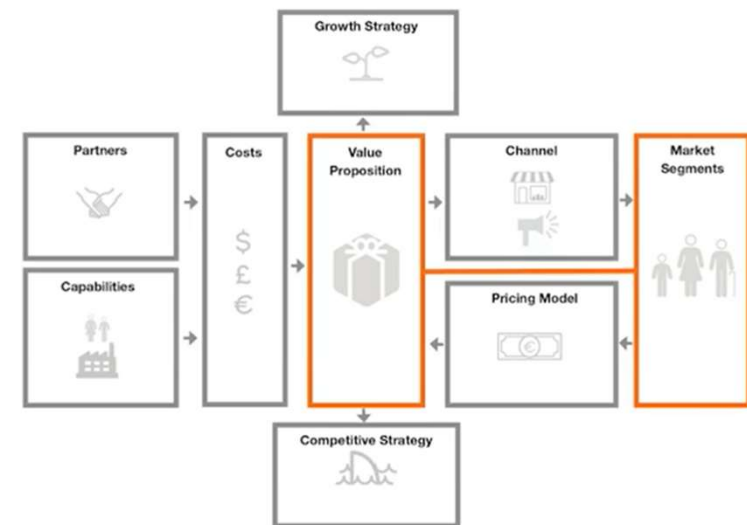 Growth Strategy
Partners
Costs
Value
Proposition
Channel
Market
Segments
$
£
€
Capabilities
Pricing Model
€
Competitive Strategy